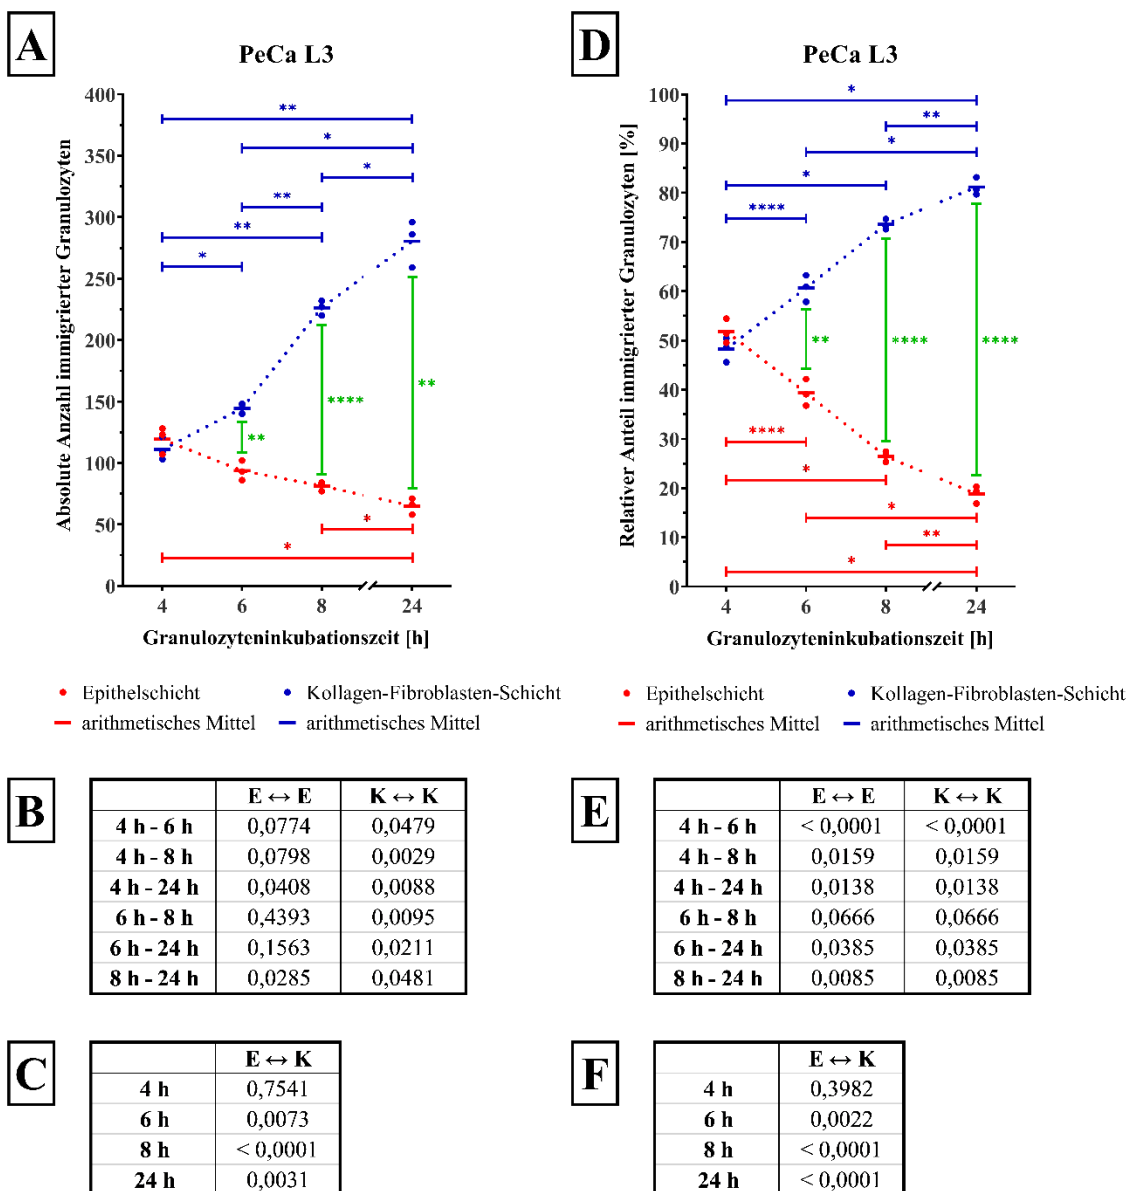 A
PeCa L3
Absolute Anzahl immigrierter Granulozyten
400
350
300
250
200
150
100
50
0
**
*
*
**
**
*
**
****
**
*
*
4 6 8 24
Granulozyteninkubationszeit [h]
• Epithelschicht • Kollagen-Fibroblasten-Schicht
— arithmetisches Mittel — arithmetisches Mittel
D
PeCa L3
Relativer Anteil immigrierter Granulozyten [%]
100
90
80
70
60
50
40
30
20
10
0
*
**
*
*
****
**
****
****
****
*
*
**
*
4 6 8 24
Granulozyteninkubationszeit [h]
• Epithelschicht • Kollagen-Fibroblasten-Schicht
— arithmetisches Mittel — arithmetisches Mittel
B
E ↔ E K ↔ K
4 h - 6 h 0,0774 0,0479
4 h - 8 h 0,0798 0,0029
4 h - 24 h 0,0408 0,0088
6 h - 8 h 0,4393 0,0095
6 h - 24 h 0,1563 0,0211
8 h - 24 h 0,0285 0,0481
E
E ↔ E K ↔ K
4 h - 6 h < 0,0001 < 0,0001
4 h - 8 h 0,0159 0,0159
4 h - 24 h 0,0138 0,0138
6 h - 8 h 0,0666 0,0666
6 h - 24 h 0,0385 0,0385
8 h - 24 h 0,0085 0,0085
C
E ↔ K
4 h 0,7541
6 h 0,0073
8 h < 0,0001
24 h 0,0031
F
E ↔ K
4 h 0,3982
6 h 0,0022
8 h < 0,0001
24 h < 0,0001